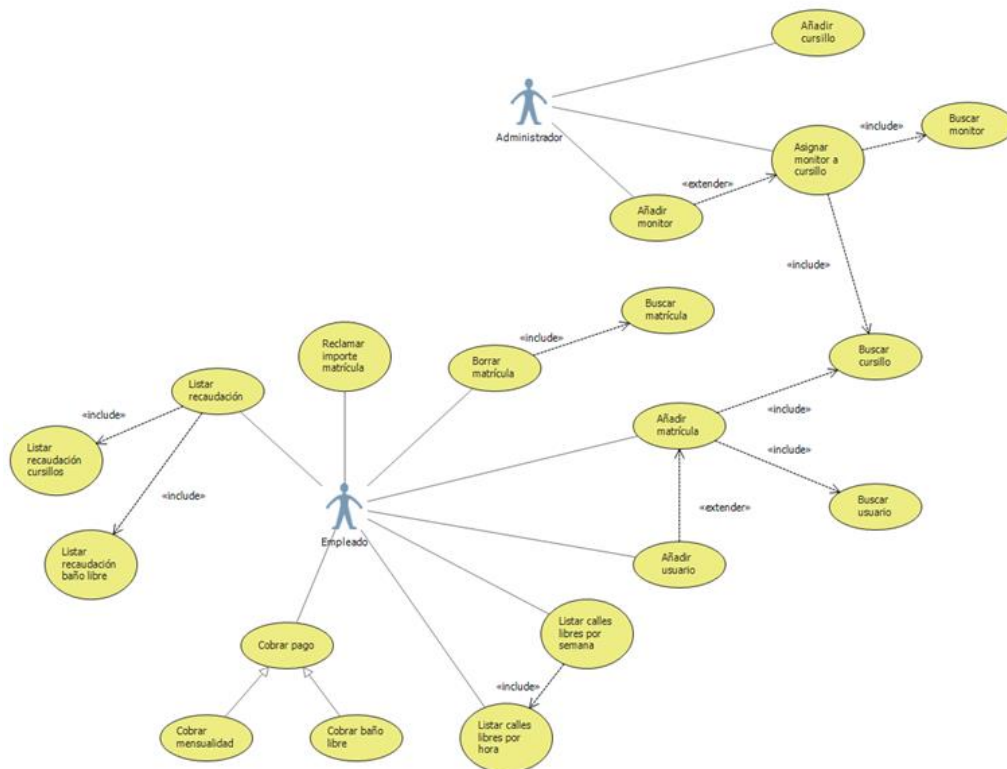 Añadir
cursillo
Administrador
«include»
Buscar
monitor
Asignar
monitor a
cursillo
«extender»
Añadir
monitor
«include»
Buscar
matrícula
Reclamar
importe
matrícula
«include»
Borrar
matrícula
Buscar
cursillo
Listar
recaudación
«include»
«include»
Añadir
matrícula
Listar
recaudación
cursillos
«include»
«include»
Buscar
usuario
«extender»
Empleado
Listar
recaudación
baño libre
Añadir
usuario
Listar calles
libres por
semana
Cobrar pago
«include»
Cobrar
mensualidad
Cobrar baño
libre
Listar calles
libres por
hora